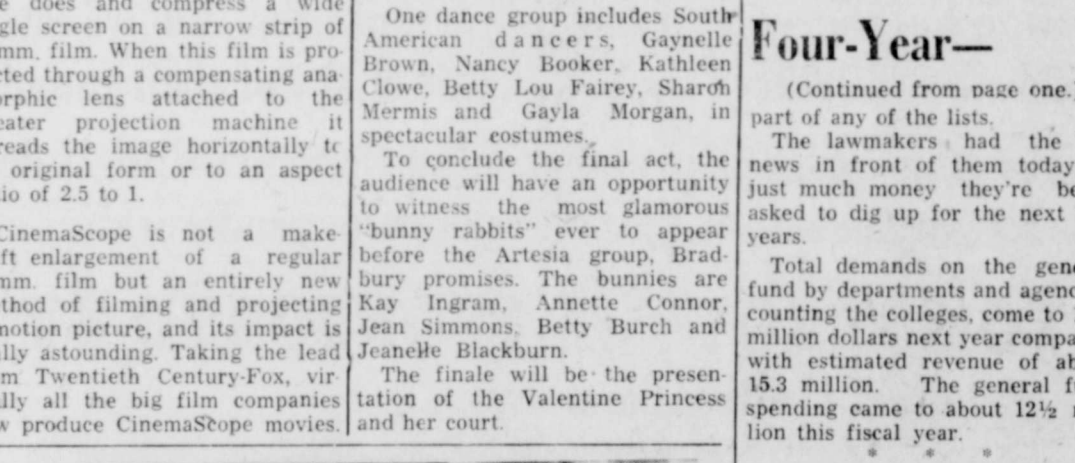 does and compress a wide
gle screen on a narrow strip of
mm. film. When this film is pro-
cted through a compensating ana-
orphic lens attached to the
eater projection machine it
reads the image horizontally to
original form or to an aspect
io of 2.5 to 1.
CinemaScope is not a make-
ft enlargement of a regular
mm. film but an entirely new
thod of filming and projecting
motion picture, and its impact is
lly astounding. Taking the lead
m Twentieth Century-Fox, vir-
lly all the big film companies
w produce CinemaScope movies.
One dance group includes South
American dancers, Gaynelle
Brown, Nancy Booker, Kathleen
Clowe, Betty Lou Fairey, Sharon
Mermis and Gayla Morgan, in
spectacular costumes.
To conclude the final act, the
audience will have an opportunity
to witness the most glamorous
"bunny rabbits" ever to appear
before the Artesia group, Brad-
bury promises. The bunnies are
Kay Ingram, Annette Connor,
Jean Simmons, Betty Burch and
Jeanelle Blackburn.
The finale will be the presen-
tation of the Valentine Princess
and her court.
Four-Year—
(Continued from page one.)
part of any of the lists.
The lawmakers had the
news in front of them today
just much money they're be
asked to dig up for the next
years.
Total demands on the gene
fund by departments and agenc
counting the colleges, come to
million dollars next year compa
with estimated revenue of ab
15.3 million. The general f
spending came to about 12½
lion this fiscal year.
* * *